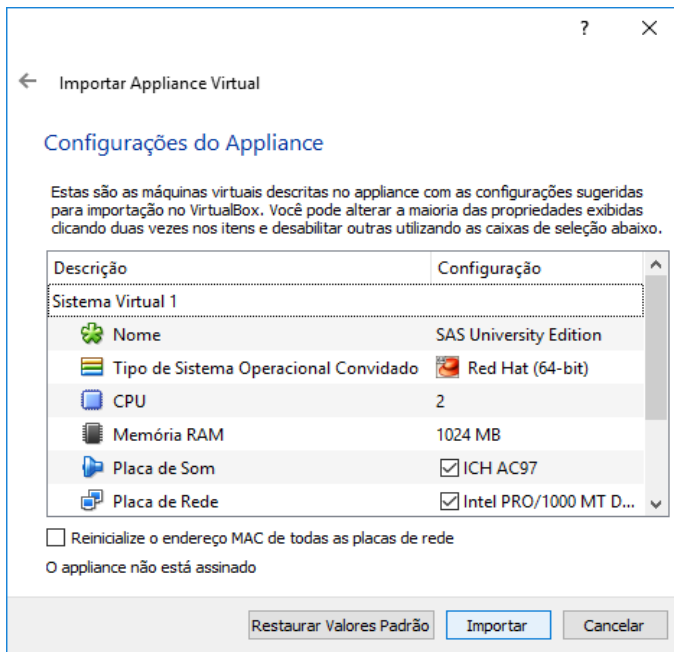 ?
Importar Appliance Virtual
Configurações do Appliance
Estas são as máquinas virtuais descritas no appliance com as configurações sugeridas
para importação no VirtualBox. Você pode alterar a maioria das propriedades exibidas
clicando duas vezes nos itens e desabilitar outras utilizando as caixas de seleção abaixo.
Descrição Configuração
Sistema Virtual 1
Nome SAS University Edition
Tipo de Sistema Operacional Convidado Red Hat (64-bit)
CPU 2
Memória RAM 1024 MB
Placa de Som ICH AC97
Placa de Rede Intel PRO/1000 MT D...
Reinicialize o endereço MAC de todas as placas de rede
O appliance não está assinado
Restaurar Valores Padrão Importar Cancelar